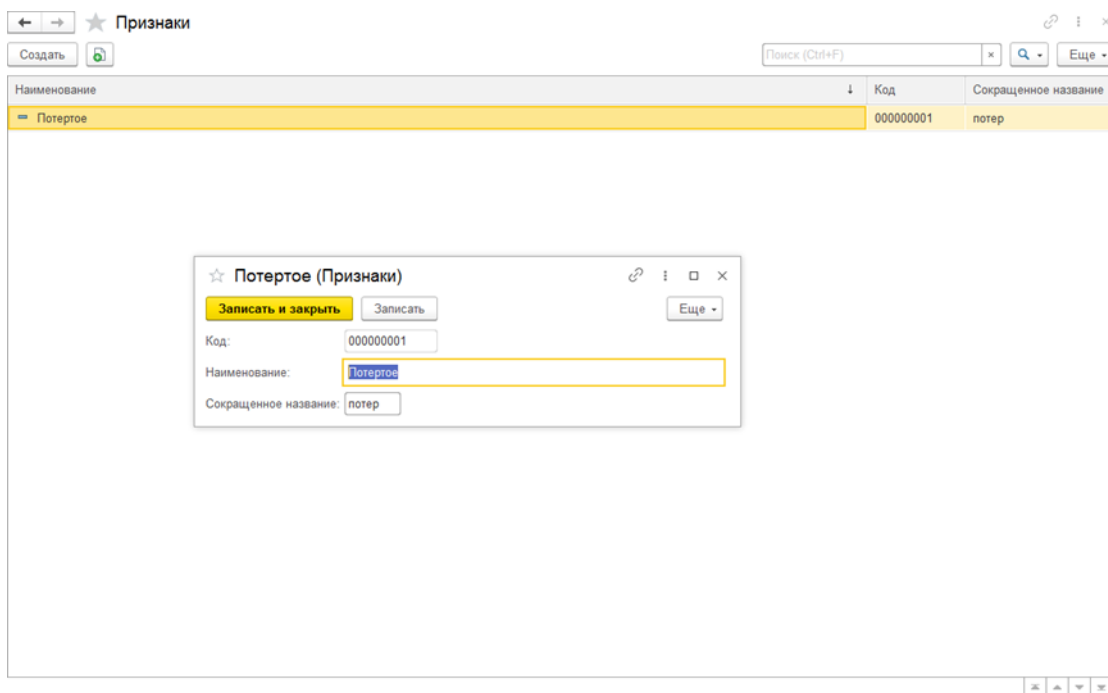 Признаки
Создать
Поиск (Ctrl+F)
Еще
Наименование
Код
Сокращенное название
Потертое
000000001
потер
Потертое (Признаки)
Записать и закрыть
Записать
Еще
Код:
000000001
Наименование:
Потертое
Сокращенное название:
потер